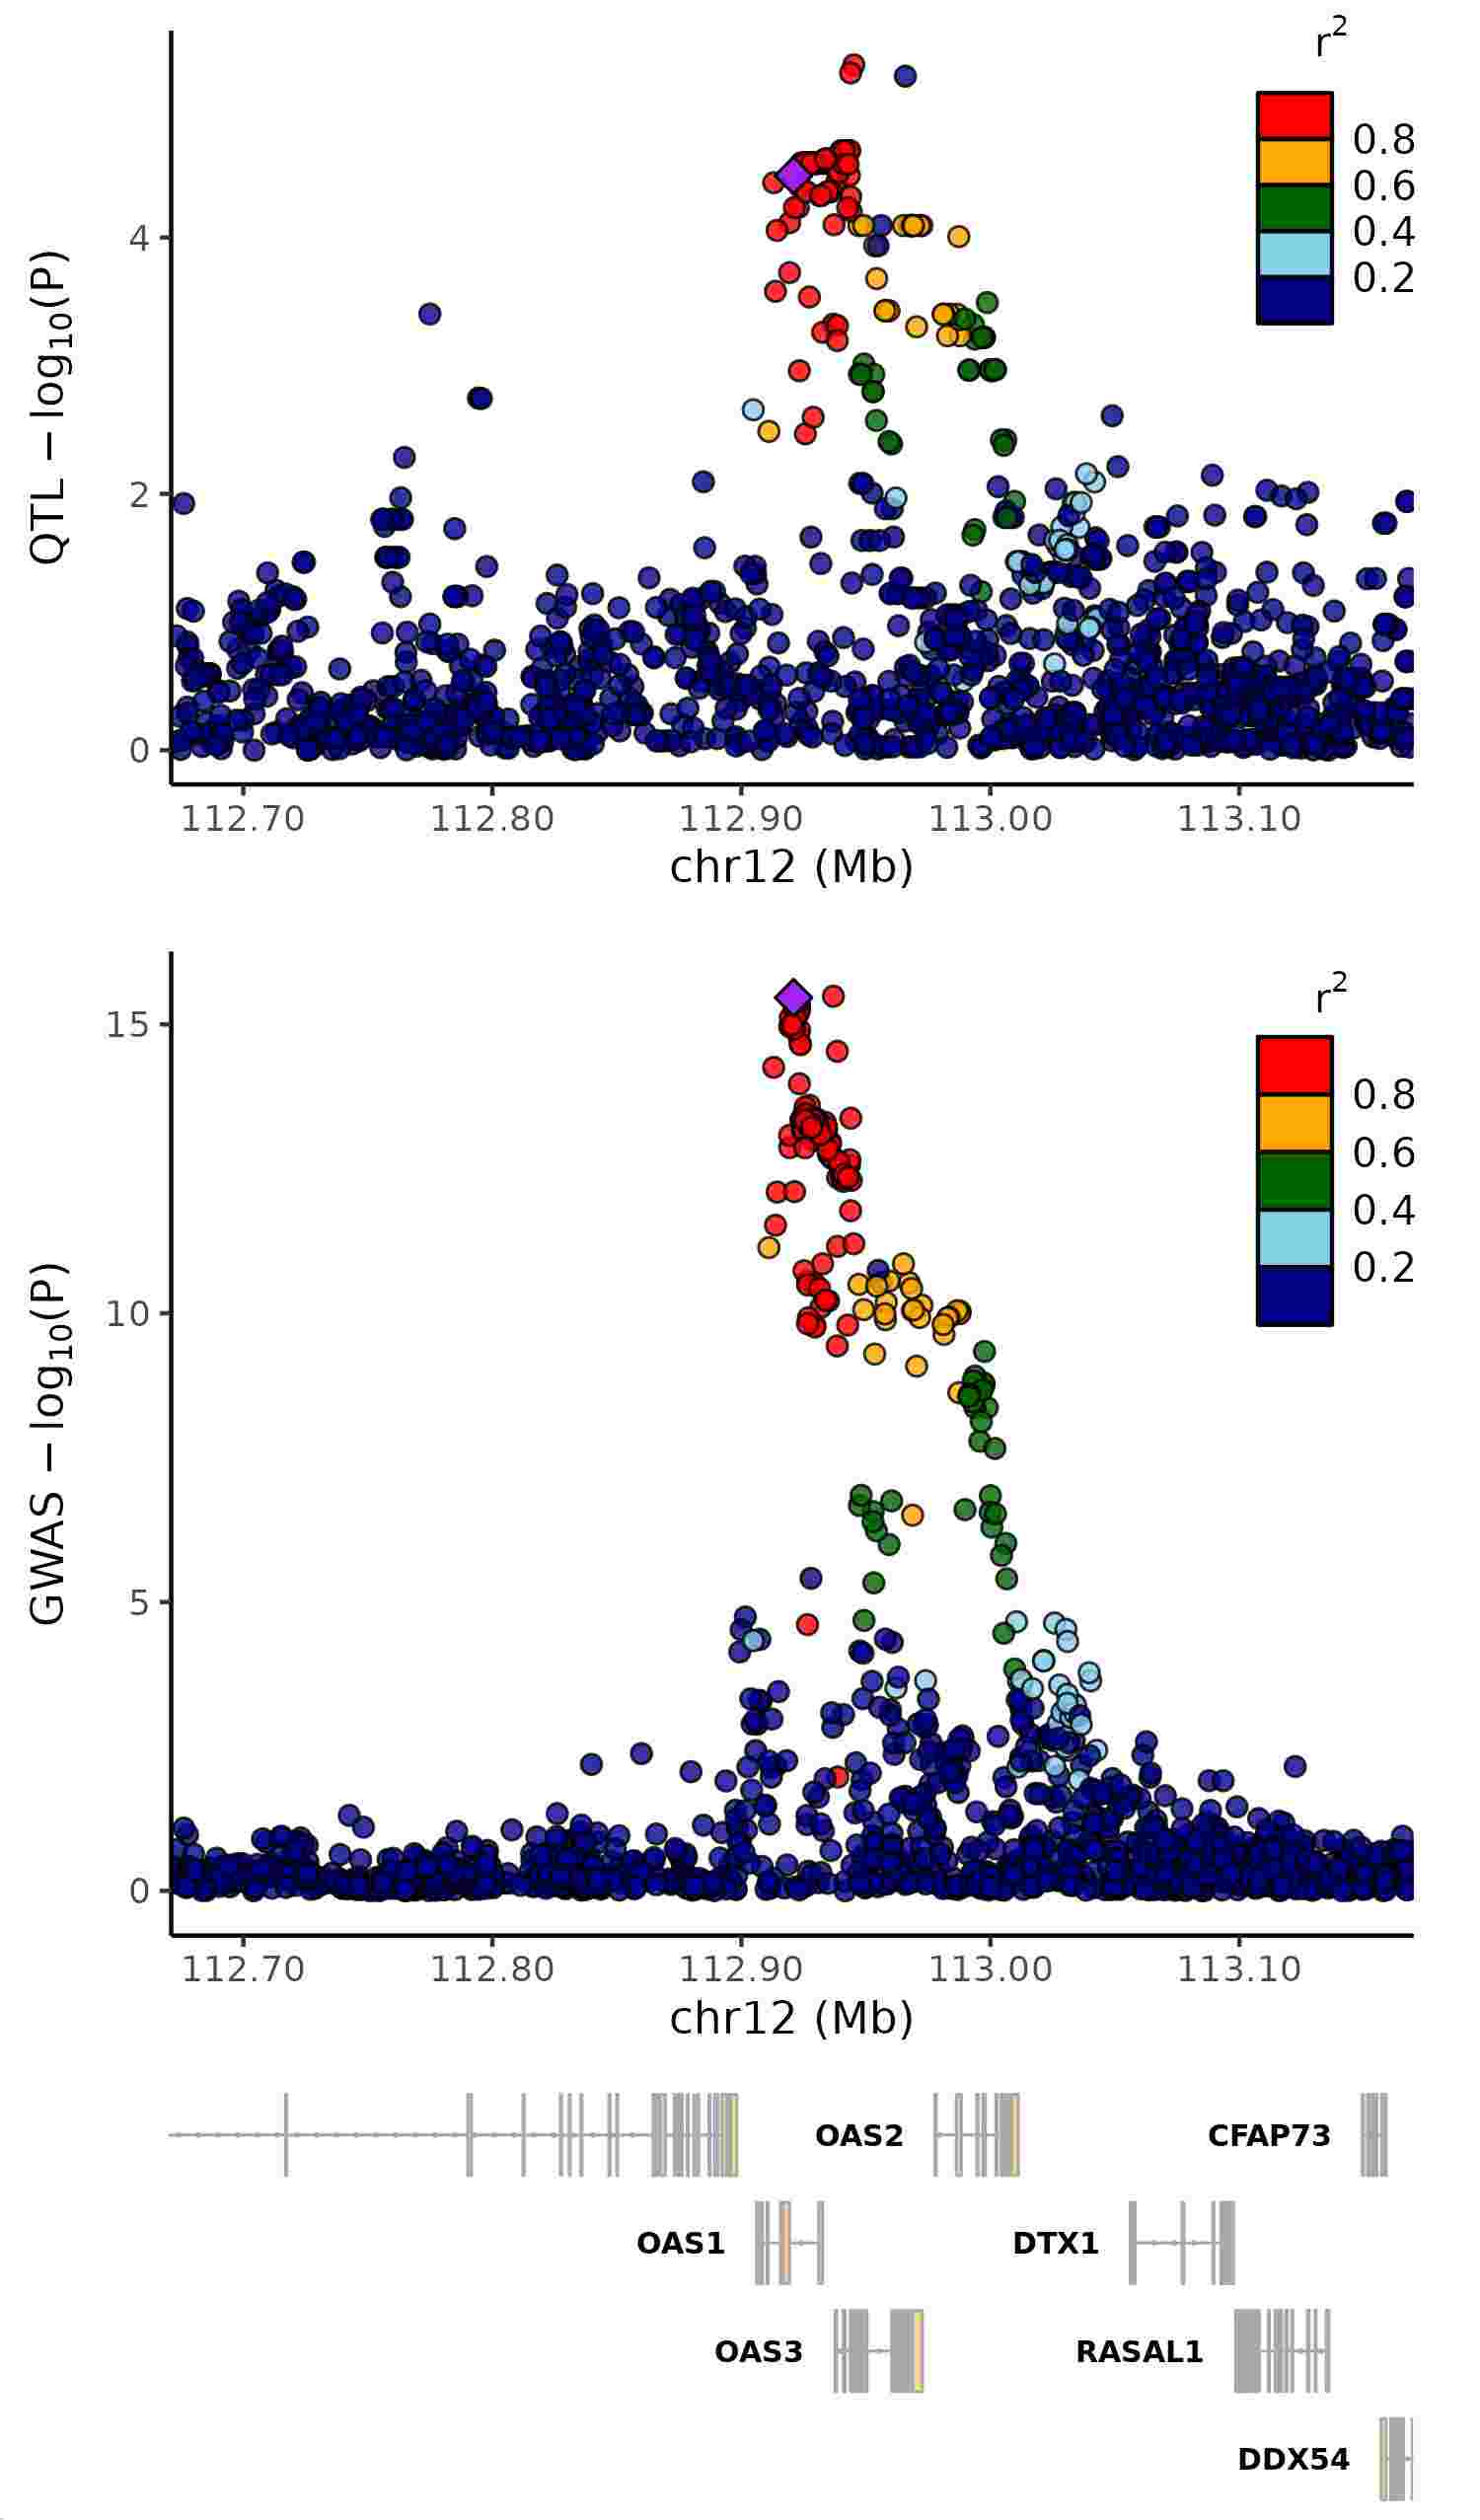 r2
0.8
0.6
0.4
0.2
4
2
0
QTL − log10(P)
112.70 112.80 112.90 113.00 113.10
chr12 (Mb)
r2
0.8
0.6
0.4
0.2
15
10
5
0
GWAS − log10(P)
112.70 112.80 112.90 113.00 113.10
chr12 (Mb)
OAS2 CFAP73
OAS1 DTX1
OAS3 RASAL1
DDX54